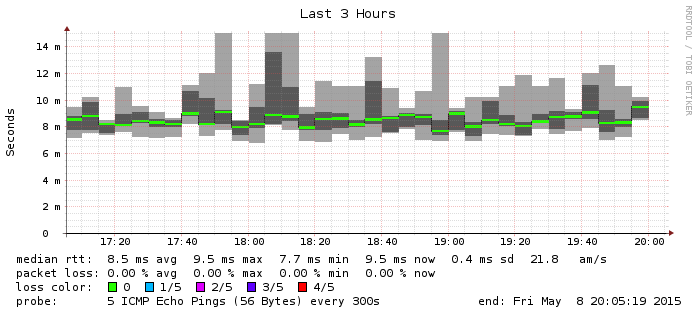 Last 3 Hours
RRDTOOL / TOBI OETIKER
Seconds
14 m
12 m
10 m
8 m
6 m
4 m
2 m
0
17:20 17:40 18:00 18:20 18:40 19:00 19:20 19:40 20:00
median rtt: 8.5 ms avg 9.5 ms max 7.7 ms min 9.5 ms now 0.4 ms sd 21.8 am/s
packet loss: 0.00 % avg 0.00 % max 0.00 % min 0.00 % now
loss color: 0 1/5 2/5 3/5 4/5
probe: 5 ICMP Echo Pings (56 Bytes) every 300s end: Fri May 8 20:05:19 2015